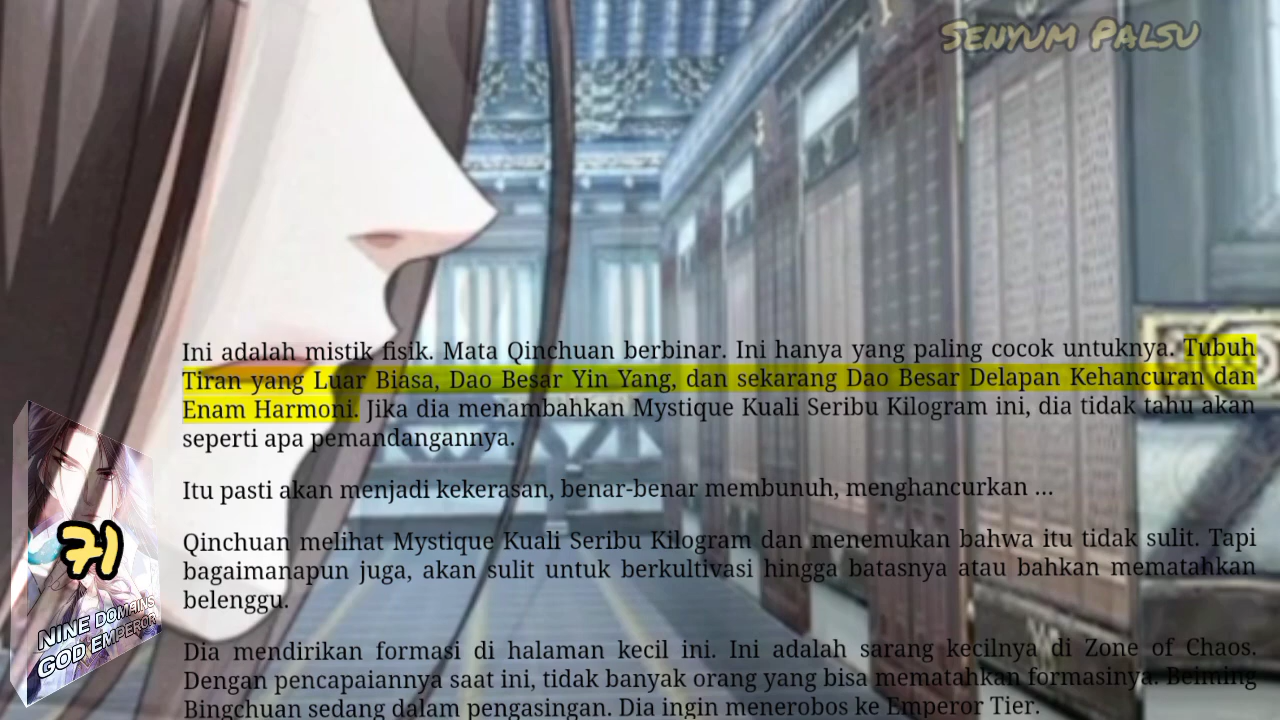 Senyum Palsu
Ini adalah mistik fisik. Mata Qinchuan berbinar. Ini hanya yang paling cocok untuknya. Tubuh
Tiran yang Luar Biasa, Dao Besar Yin Yang, dan sekarang Dao Besar Delapan Kehancuran dan
Enam Harmoni. Jika dia menambahkan Mystique Kuali Seribu Kilogram ini, dia tidak tahu akan
seperti apa pemandangannya.
Itu pasti akan menjadi kekerasan, benar-benar membunuh, menghancurkan ...
Qinchuan melihat Mystique Kuali Seribu Kilogram dan menemukan bahwa itu tidak sulit. Tapi
bagaimanapun juga, akan sulit untuk berkultivasi hingga batasnya atau bahkan mematahkan
belenggu.
Dia mendirikan formasi di halaman kecil ini. Ini adalah sarang kecilnya di Zone of Chaos.
Dengan pencapaiannya saat ini, tidak banyak orang yang bisa mematahkan formasinya. Beiming
Bingchuan sedang dalam pengasingan. Dia ingin menerobos ke Emperor Tier.
71
NINE DOMAINS
GOD EMPEROR